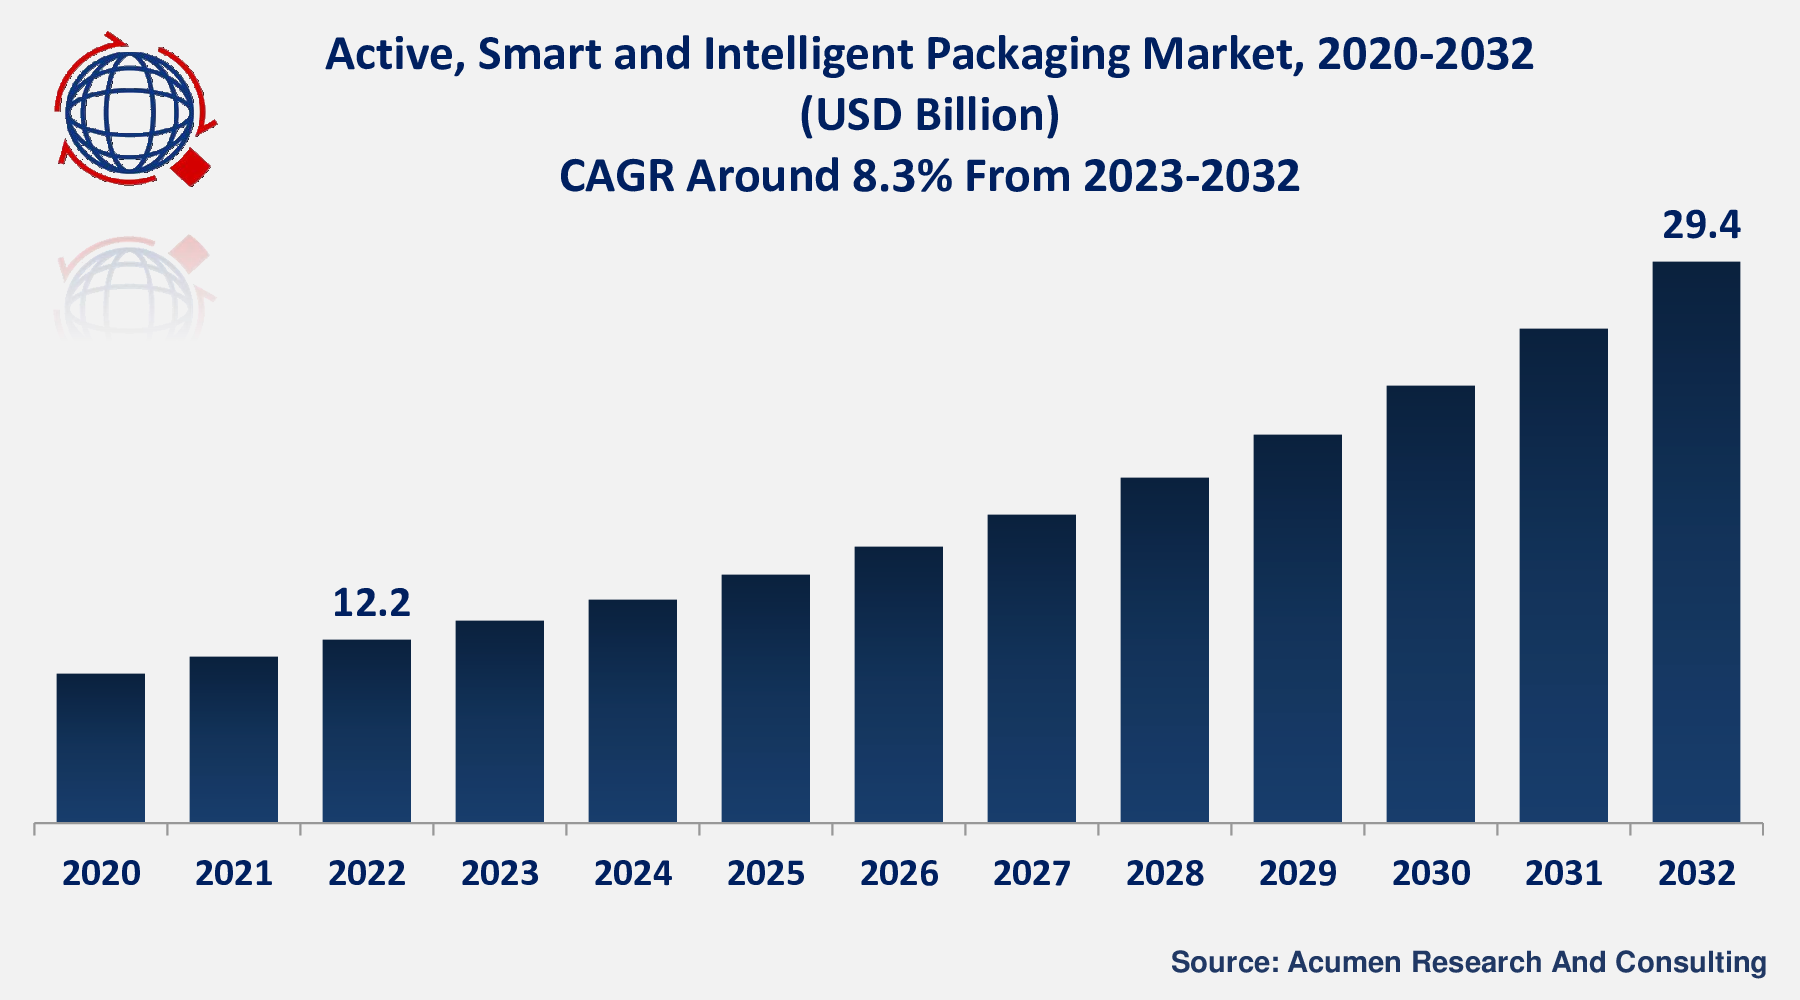 Active, Smart and Intelligent Packaging Market, 2020-2032
(USD Billion)
CAGR Around 8.3% From 2023-2032
29.4
12.2
2020 2021 2022 2023 2024 2025 2026 2027 2028 2029 2030 2031 2032
Source: Acumen Research And Consulting